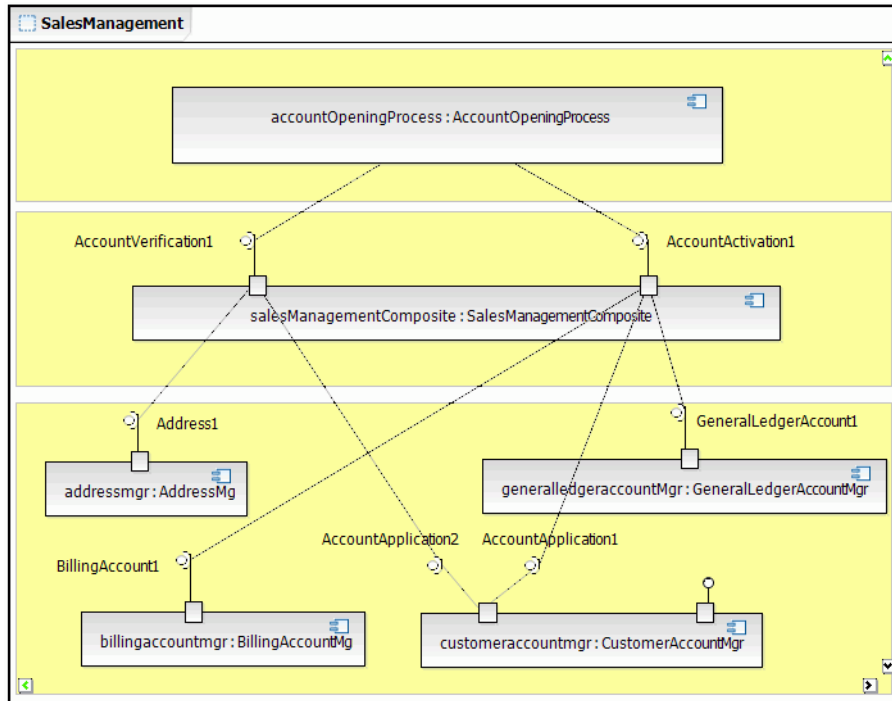 SalesManagement
accountOpeningProcess : AccountOpeningProcess
AccountVerification1
AccountActivation1
salesManagementComposite : SalesManagementComposite
Address1
GeneralLedgerAccount1
addressmgr : AddressMg
generalledgeraccountMgr : GeneralLedgerAccountMgr
AccountApplication2
AccountApplication1
BillingAccount1
billingaccountmgr : BillingAccountMg
customeraccountmgr : CustomerAccountMgr